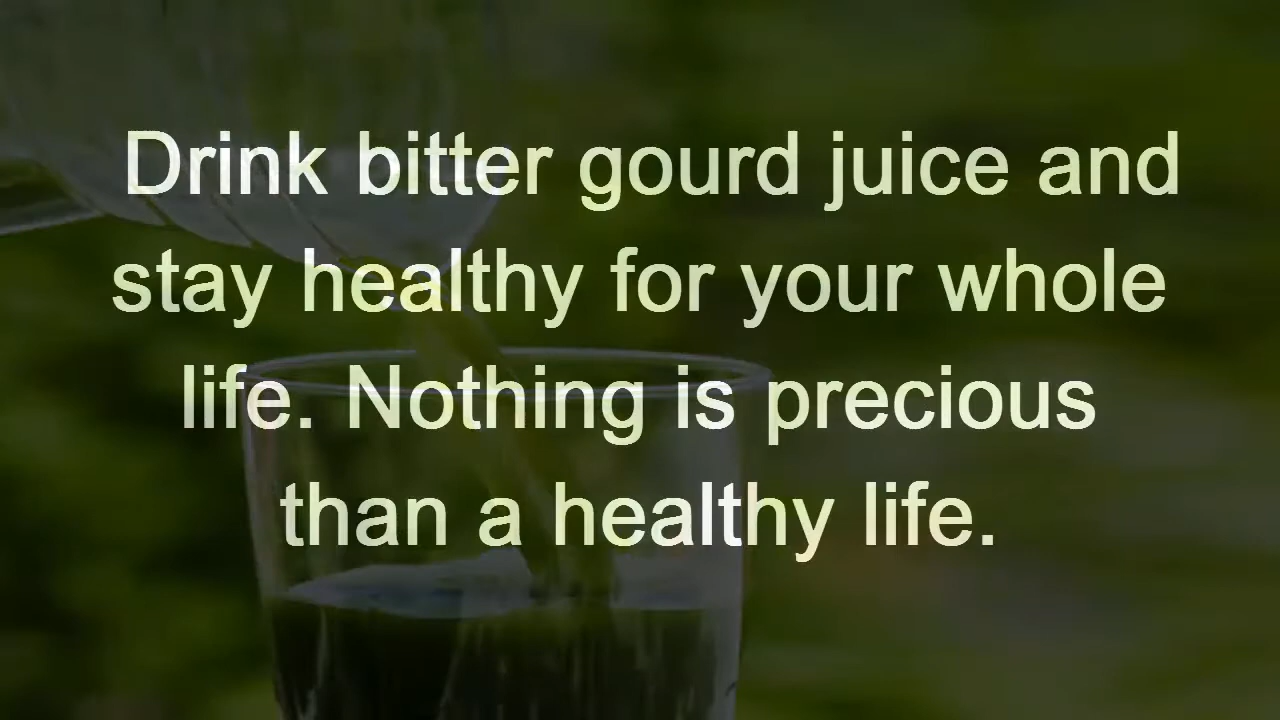 Drink bitter gourd juice and
stay healthy for your whole
life. Nothing is precious
than a healthy life.